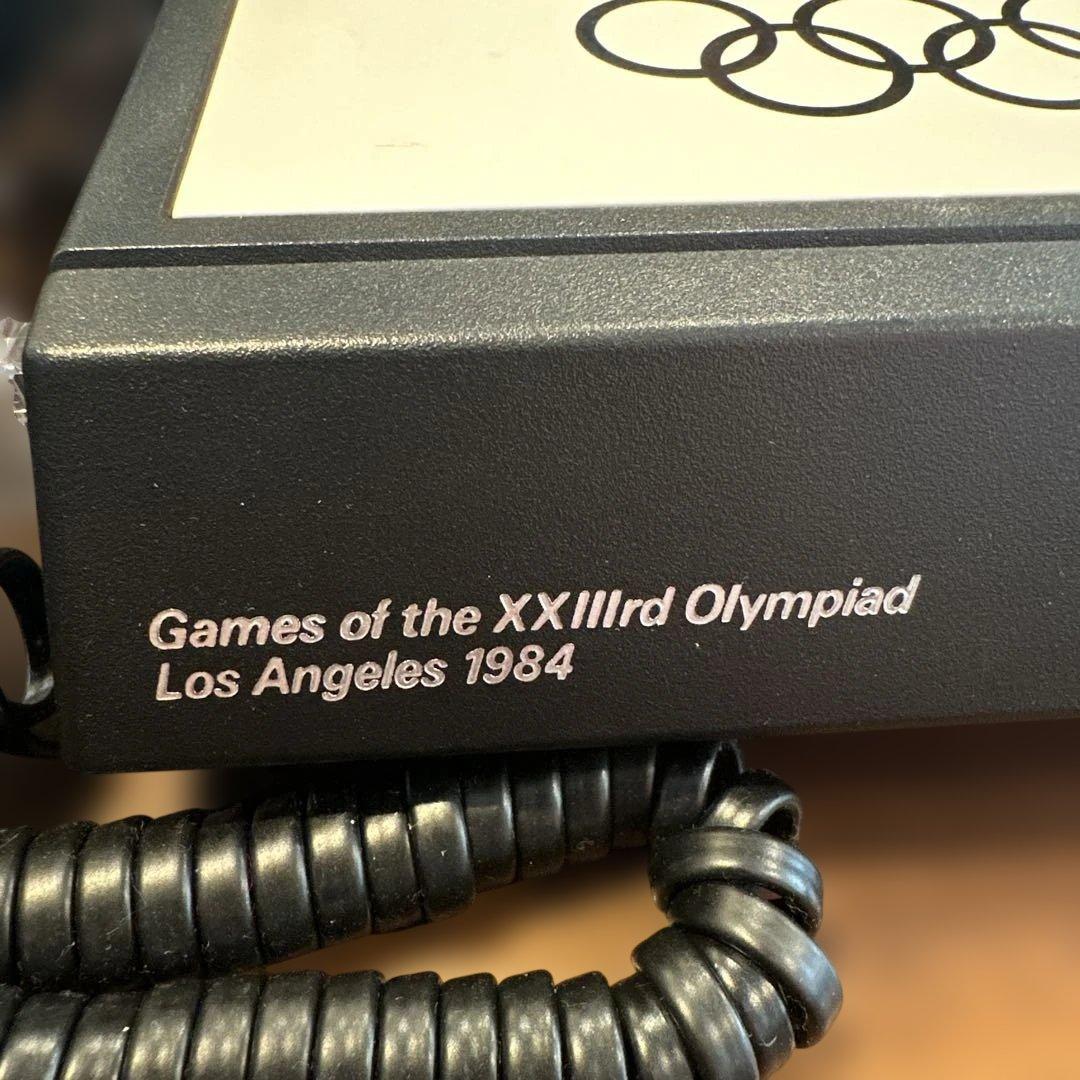 Games of the XXIIIrd Olympiad
Los Angeles 1984